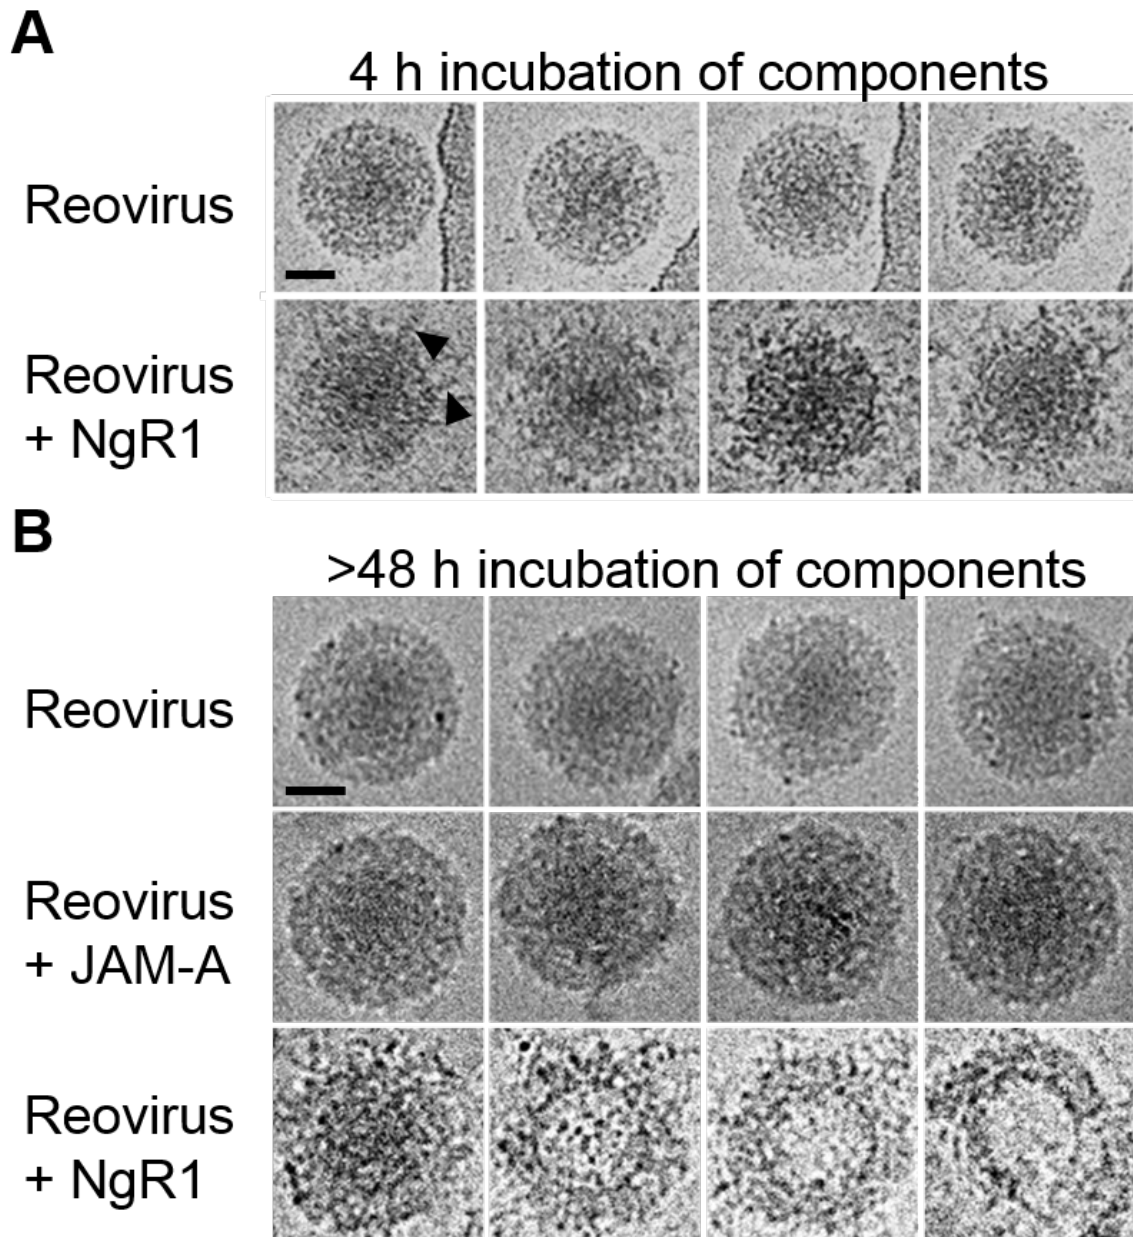 A
4 h incubation of components
Reovirus
Reovirus
+ NgR1
B
>48 h incubation of components
Reovirus
Reovirus
+ JAM-A
Reovirus
+ NgR1